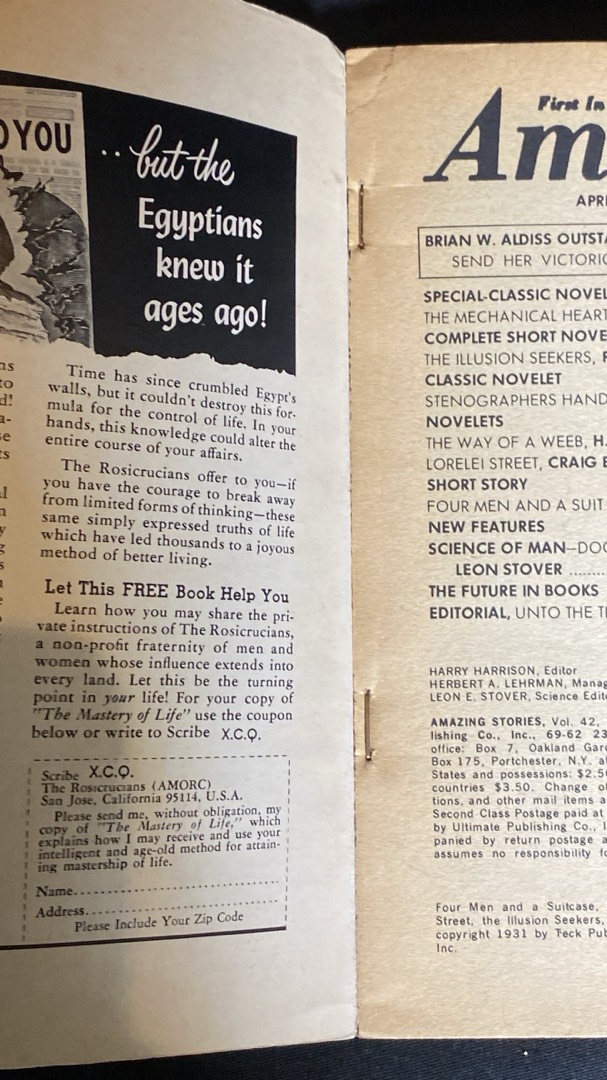 YOU
...but the
Egyptians
knew it
ages ago!
Time has since crumbled Egypt's
walls, but it couldn't destroy this for-
mula for the control of life. In your
hands, this knowledge could alter the
entire course of your affairs.
The Rosicrucians offer to you—if
you have the courage to break away
from limited forms of thinking—these
same simply expressed truths of life
which have led thousands to a joyous
method of better living.
Let This FREE Book Help You
Learn how you may share the pri-
vate instructions of The Rosicrucians,
a non-profit fraternity of men and
women whose influence extends into
every land. Let this be the turning
point in your life! For your copy of
"The Mastery of Life" use the coupon
below or write to Scribe X.C.Q.
Scribe X.C.Q.
The Rosicrucians (AMORC)
San Jose, California 95114, U.S.A.
Please send me, without obligation, my
copy of "The Mastery of Life," which
explains how I may receive and use your
intelligent and age-old method for attain-
ing mastership of life.
Name
Address
Please Include Your Zip Code
First In
Am
APRI
BRIAN W. ALDISS OUTSTA
SEND HER VICTORIO
SPECIAL-CLASSIC NOVEL
THE MECHANICAL HEART
COMPLETE SHORT NOVE
THE ILLUSION SEEKERS,
CLASSIC NOVELET
STENOGRAPHERS HAND
NOVELETS
THE WAY OF A WEEB, H.
LORELEI STREET, CRAIG
SHORT STORY
FOUR MEN AND A SUIT
NEW FEATURES
SCIENCE OF MAN—DOG
LEON STOVER
THE FUTURE IN BOOKS
EDITORIAL, UNTO THE T
HARRY HARRISON, Editor
HERBERT A. LEHRMAN, Manag
LEON E. STOVER, Science Edit
AMAZING STORIES, Vol. 42,
lishing Co., Inc., 69-62 23
office: Box 7, Oakland Gard
Box 175, Portchester, N.Y. a
States and possessions: $2.5
countries $3.50. Change of
tions, and other mail items a
Second Class Postage paid at
by Ultimate Publishing Co., I
panied by return postage a
assumes no responsibility fo
Four Men and a Suitcase,
Street, the Illusion Seekers,
copyright 1931 by Teck Pub
Inc.